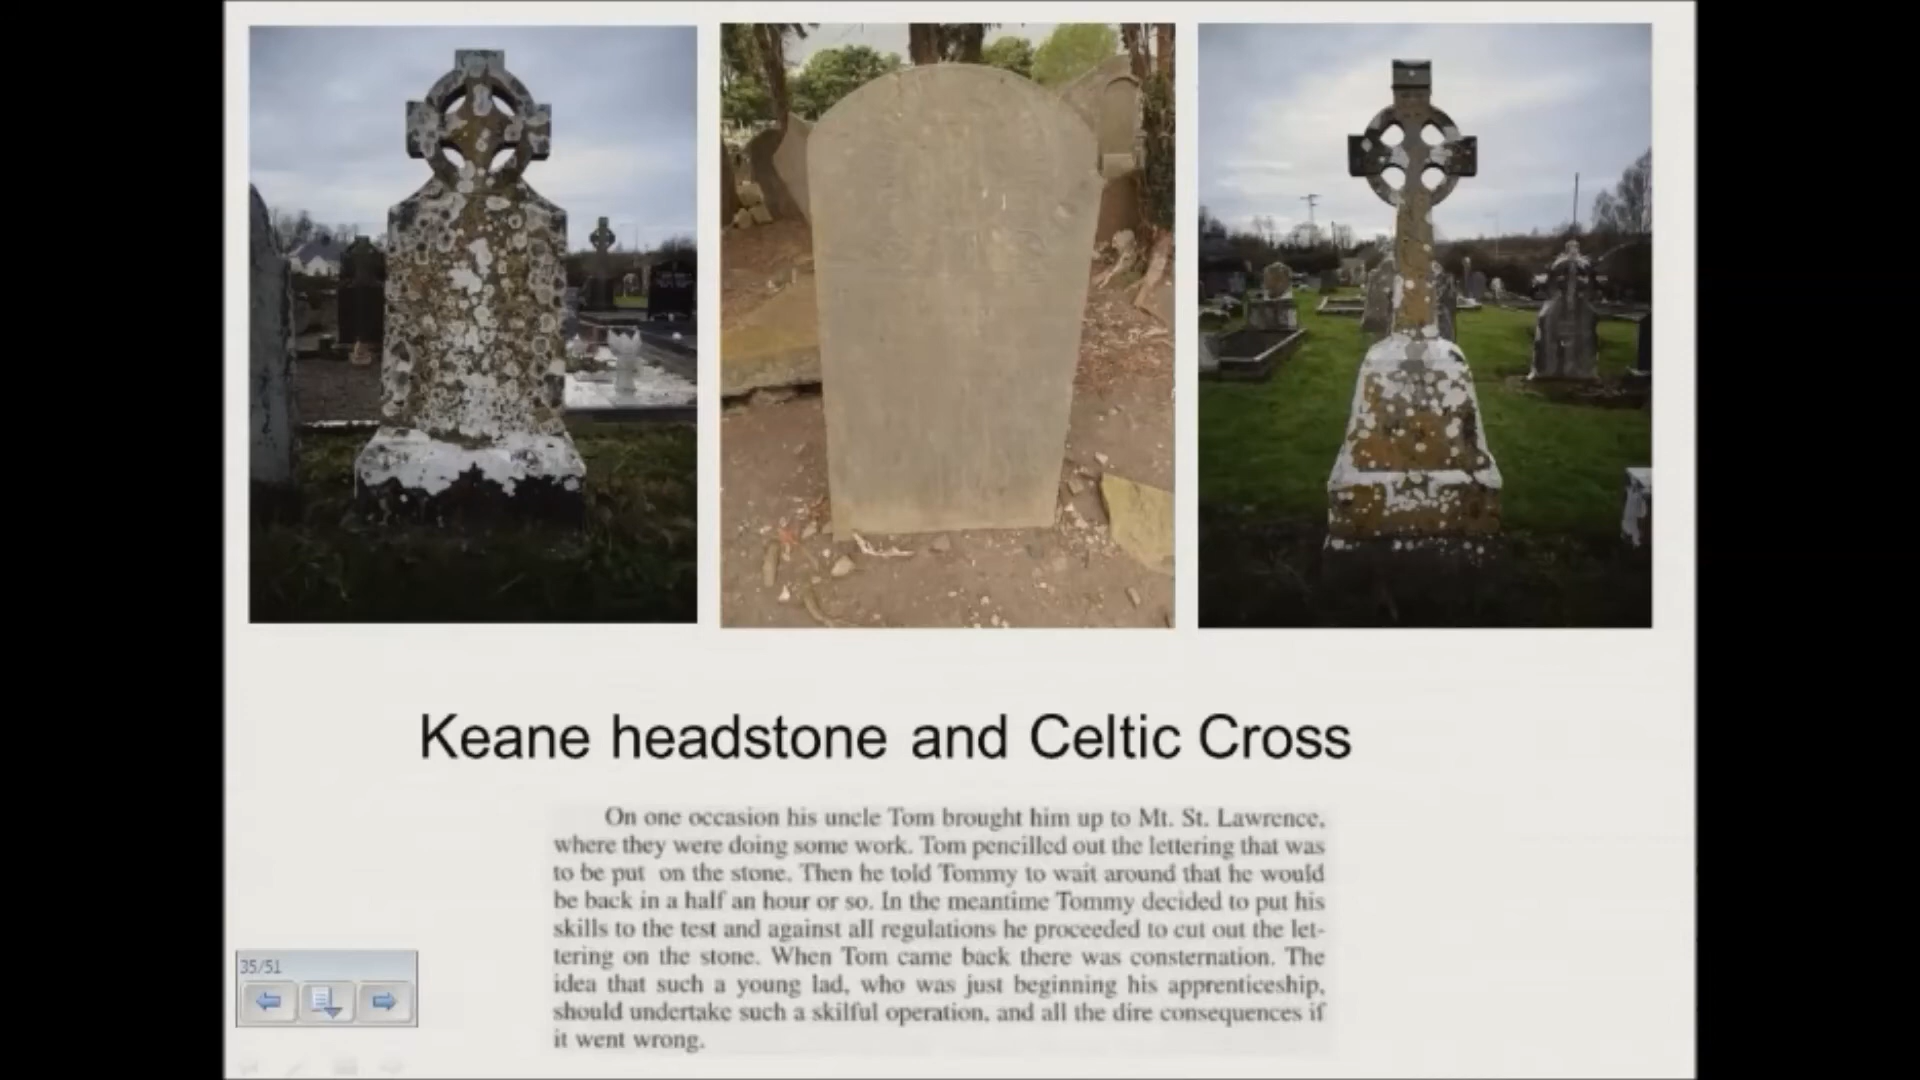 Keane headstone and Celtic Cross
On one occasion his uncle Tom brought him up to Mt. St. Lawrence,
where they were doing some work. Tom pencilled out the lettering that was
to be put on the stone. Then he told Tommy to wait around that he would
be back in a half an hour or so. In the meantime Tommy decided to put his
skills to the test and against all regulations he proceeded to cut out the let-
tering on the stone. When Tom came back there was consternation. The
idea that such a young lad, who was just beginning his apprenticeship,
should undertake such a skilful operation, and all the dire consequences if
it went wrong.
35/51